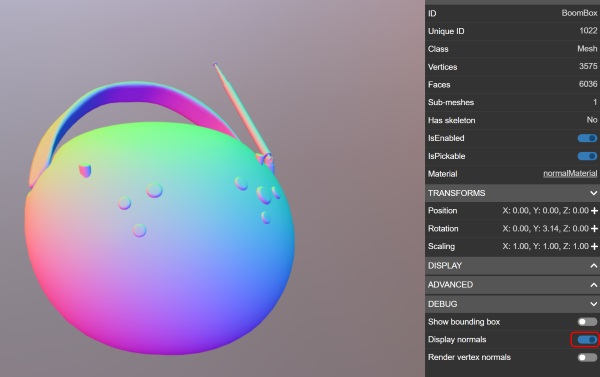 ID BoomBox
Unique ID 1022
Class Mesh
Vertices 3575
Faces 6036
Sub-meshes 1
Has skeleton No
IsEnabled
IsPickable
Material normalMaterial
TRANSFORMS
Position X: 0.00, Y: 0.00, Z: 0.00
Rotation X: 0.00, Y: 3.14, Z: 0.00
Scaling X: 1.00, Y: 1.00, Z: 1.00
DISPLAY
ADVANCED
DEBUG
Show bounding box
Display normals
Render vertex normals